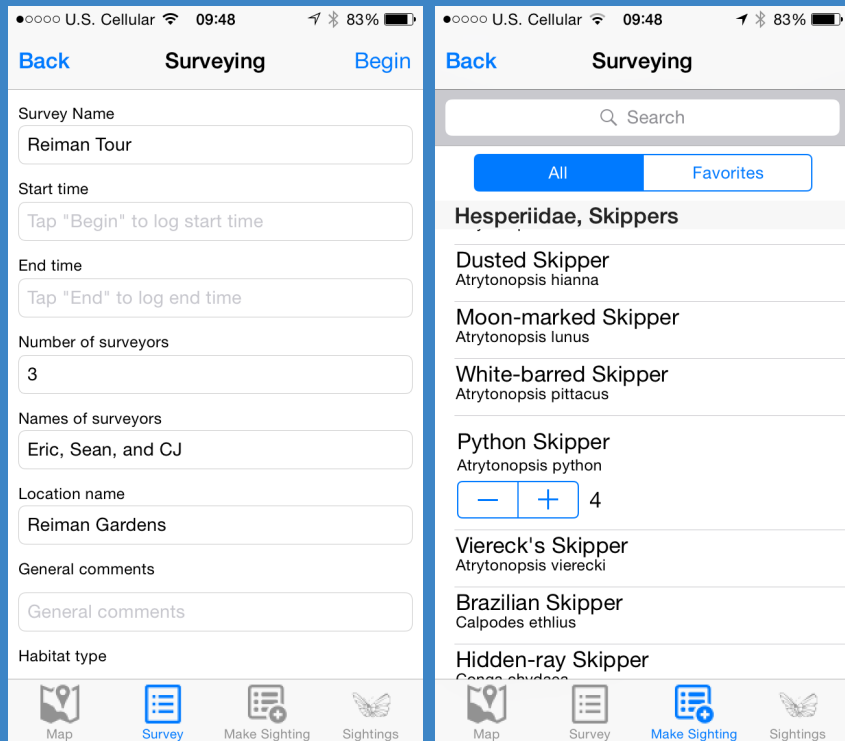 U.S. Cellular 09:48 83%
Back Surveying Begin
Survey Name
Reiman Tour
Start time
Tap "Begin" to log start time
End time
Tap "End" to log end time
Number of surveyors
3
Names of surveyors
Eric, Sean, and CJ
Location name
Reiman Gardens
General comments
General comments
Habitat type
Map Survey Make Sighting Sightings
U.S. Cellular 09:48 83%
Back Surveying
Search
All Favorites
Hesperiidae, Skippers
Dusted Skipper
Atrytonopsis hianna
Moon-marked Skipper
Atrytonopsis lunus
White-barred Skipper
Atrytonopsis pittacus
Python Skipper
Atrytonopsis python
— + 4
Viereck's Skipper
Atrytonopsis vierecki
Brazilian Skipper
Calpodes ethlius
Hidden-ray Skipper
Map Survey Make Sighting Sightings